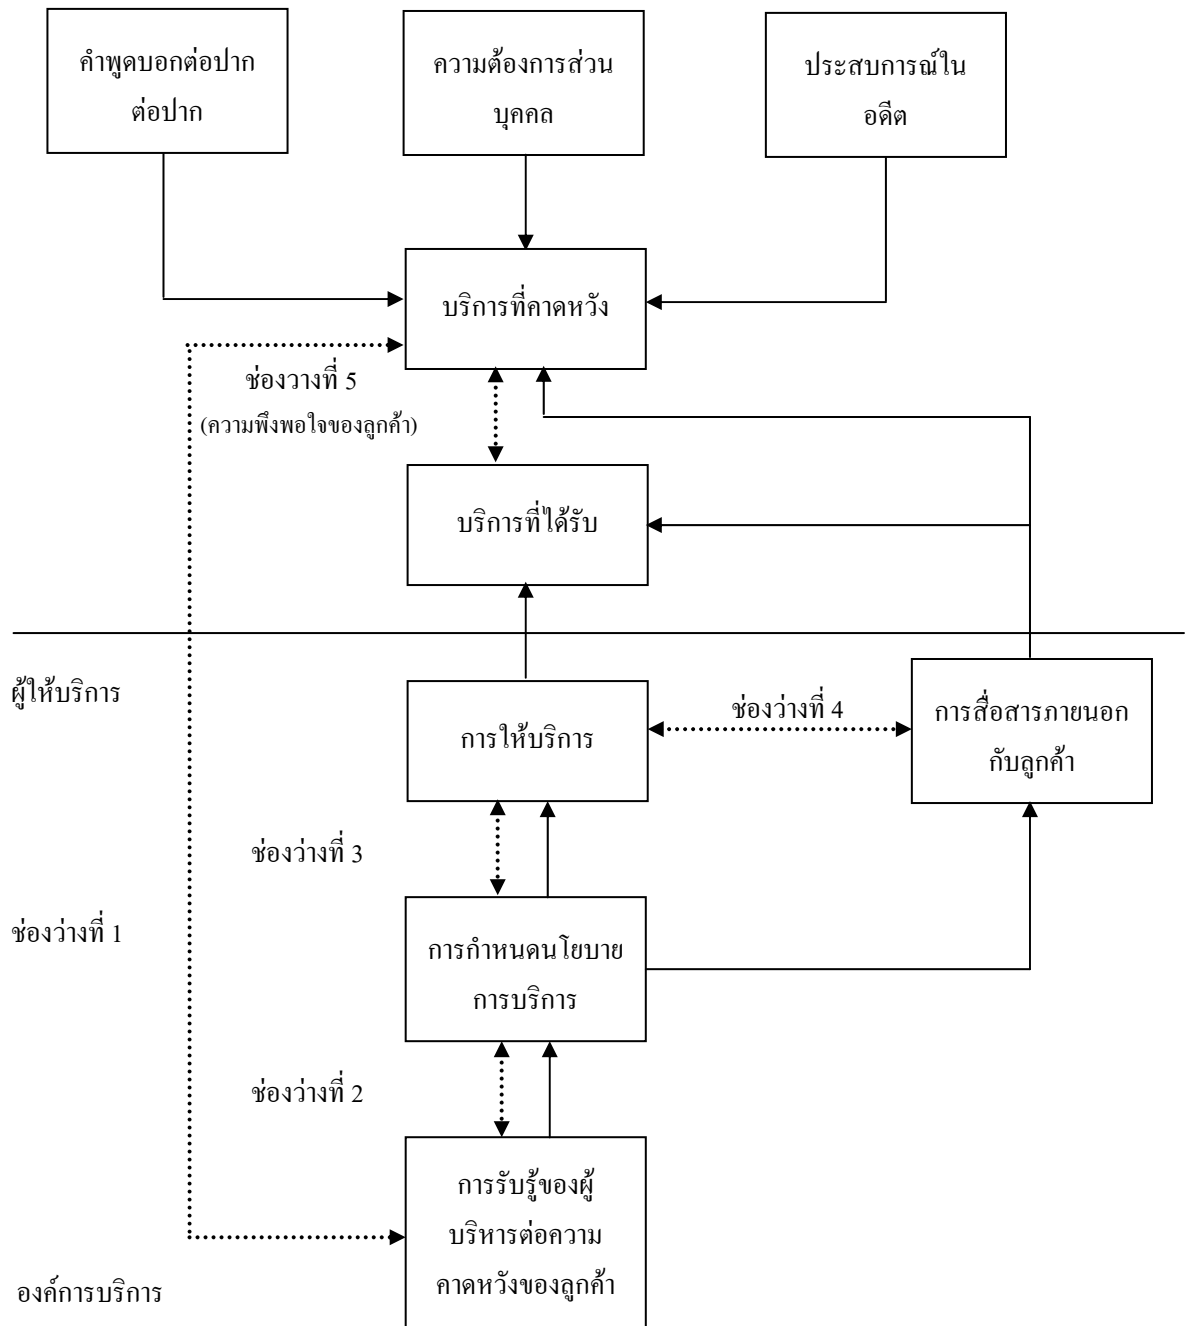 คำพูดบอกต่อปาก
ต่อปาก
ความต้องการส่วน
บุคคล
ประสบการณ์ใน
อดีต
บริการที่คาดหวัง
ช่องวางที่ 5
(ความพึงพอใจของลูกค้า)
บริการที่ได้รับ
ผู้ให้บริการ
การให้บริการ
ช่องว่างที่ 4
การสื่อสารภายนอก
กับลูกค้า
ช่องว่างที่ 3
ช่องว่างที่ 1
การกำหนดนโยบาย
การบริการ
ช่องว่างที่ 2
การรับรู้ของผู้
บริหารต่อความ
คาดหวังของลูกค้า
องค์การบริการ